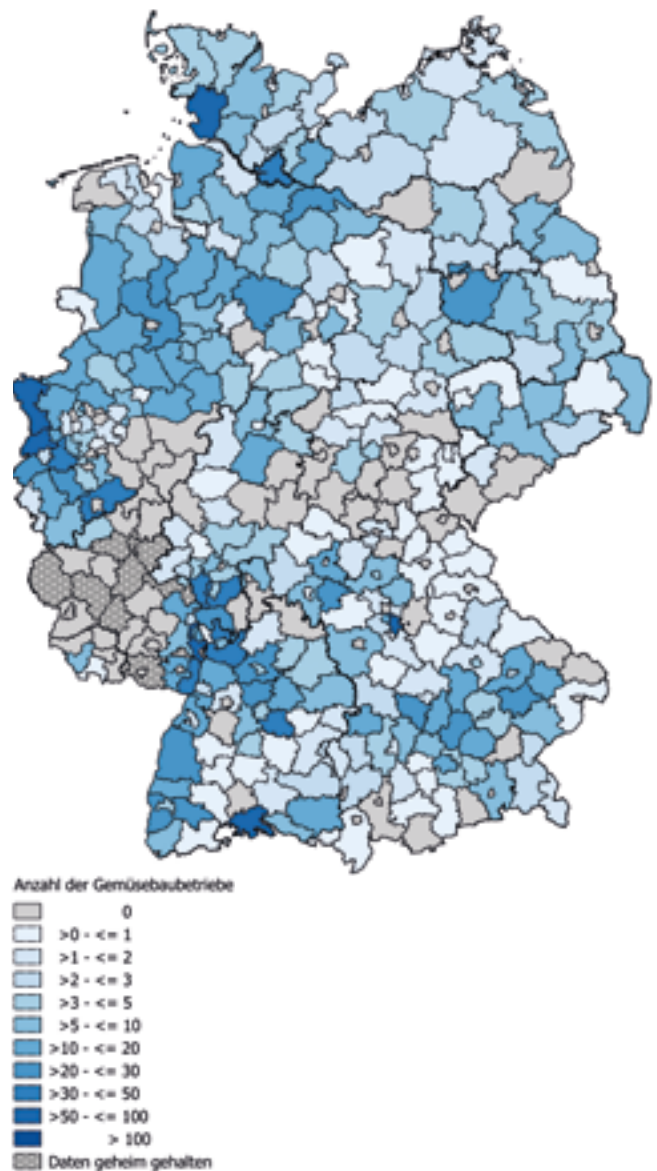 Anzahl der Gemüsebaubetriebe
0
>0 - <= 1
>1 - <= 2
>2 - <= 3
>3 - <= 5
>5 - <= 10
>10 - <= 20
>20 - <= 30
>30 - <= 50
>50 - <= 100
> 100
Daten geheim gehalten